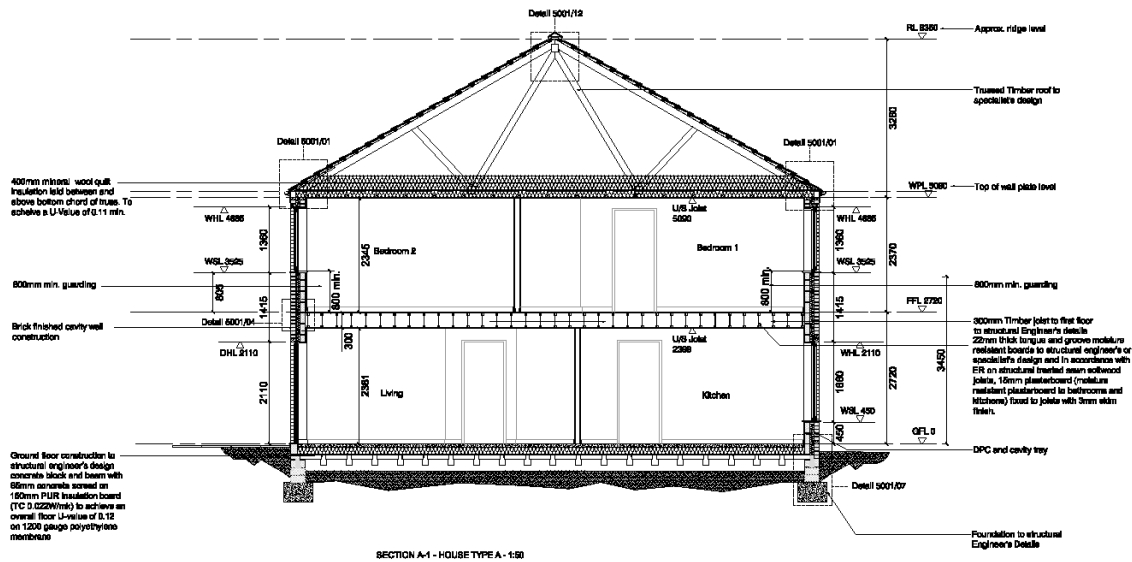 Detail 5001/12
RL 8350
Approx. ridge level
Trussed Timber roof to
specialist's design
3260
Detail 5001/01
Detail 5001/01
400mm mineral wool quilt
insulation laid between and
above bottom chord of truss. To
acheive a U-Value of 0.11 min.
WPL 5090
Top of wall plate level
WHL 4885
U/S Joist
5090
WHL 4885
1360
2345
Bedroom 2
Bedroom 1
1360
2370
WSL 3525
WSL 3525
800mm min. guarding
805
800 min.
800 min.
800mm min. guarding
1415
1415
FFL 2720
Detail 5001/04
Brick finished cavity wall
construction
300
U/S Joist
2398
300mm Timber joist to first floor
to structural Engineer's details
22mm thick tongue and groove moisture
resistant boards to structural engineer's or
specialist's design and in accordance with
ER on structural treated sawn softwood
joists, 15mm plasterboard (moisture
resistant plasterboard to bathrooms and
kitchens) fixed to joists with 3mm skim
finish.
DHL 2110
WHL 2110
3450
2110
2381
Living
Kitchen
1660
2720
WSL 450
450
GFL 0
DPC and cavity tray
Ground floor construction to
structural engineer's design
concrete block and beam with
65mm concrete screed on
150mm PUR insulation board
(TC 0.022W/mk) to achieve an
overall floor U-value of 0.12
on 1200 gauge polyethylene
membrane
Detail 5001/07
Foundation to structural
Engineer's Details
SECTION A-1 - HOUSE TYPE A - 1:50